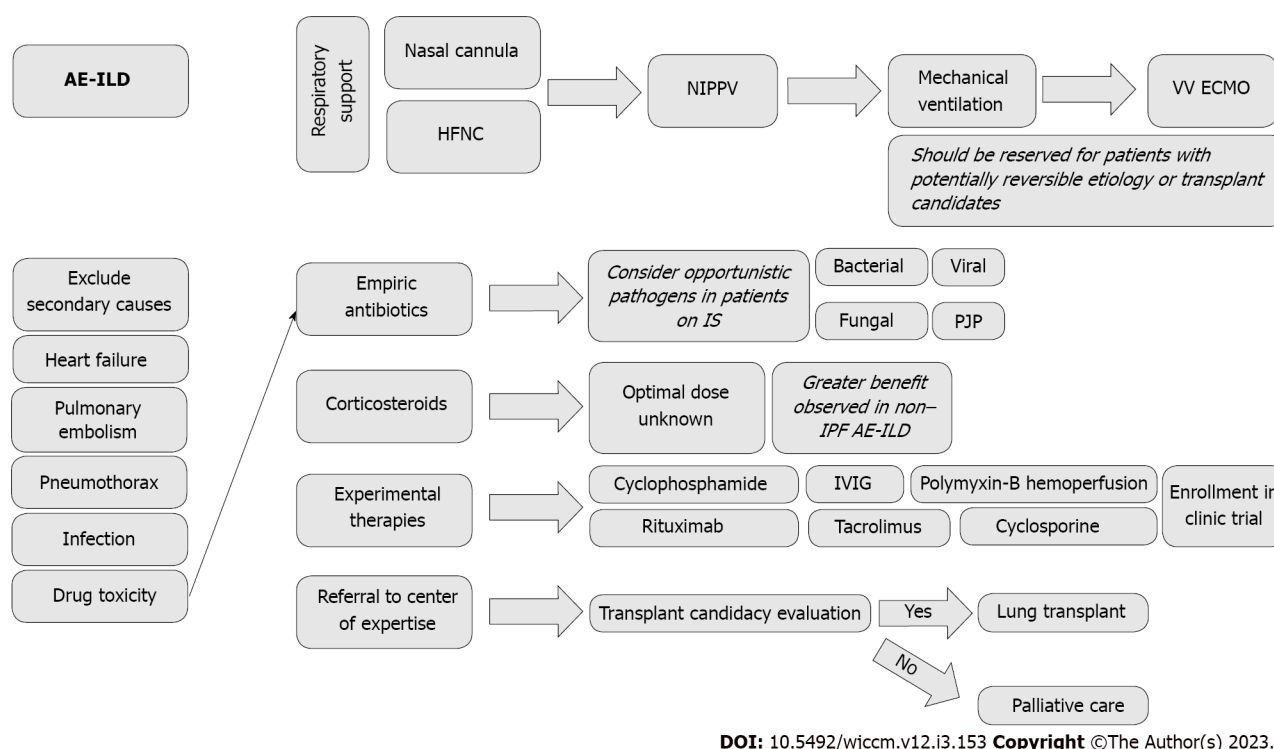 AE-ILD
Respiratory
support
Nasal cannula
HFNC
NIPPV
Mechanical
ventilation
VV ECMO
Should be reserved for patients with
potentially reversible etiology or transplant
candidates
Exclude
secondary causes
Heart failure
Pulmonary
embolism
Pneumothorax
Infection
Drug toxicity
Empiric
antibiotics
Consider opportunistic
pathogens in patients
on IS
Bacterial
Viral
Fungal
PJP
Corticosteroids
Optimal dose
unknown
Greater benefit
observed in non–
IPF AE-ILD
Experimental
therapies
Cyclophosphamide
IVIG
Polymyxin-B hemoperfusion
Rituximab
Tacrolimus
Cyclosporine
Enrollment in
clinic trial
Referral to center
of expertise
Transplant candidacy evaluation
Yes
Lung transplant
No
Palliative care
DOI: 10.5492/wjccm.v12.i3.153 Copyright ©The Author(s) 2023.